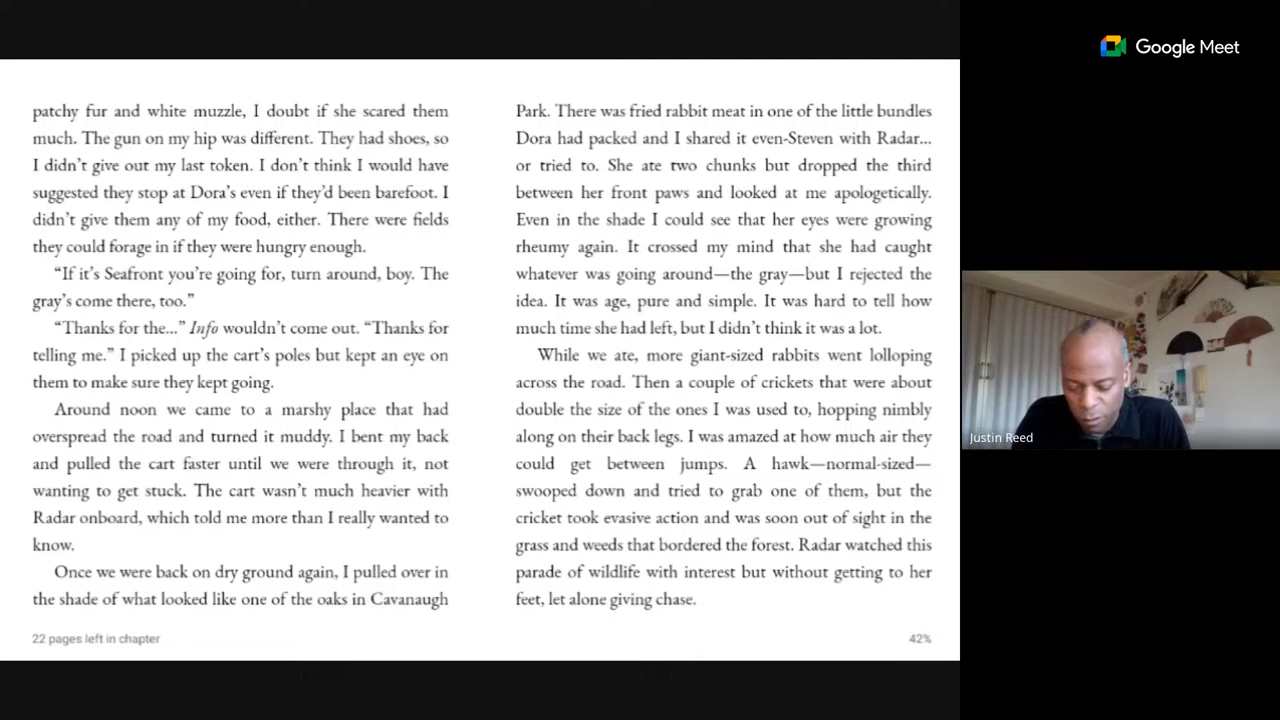 patchy fur and white muzzle, I doubt if she scared them
much. The gun on my hip was different. They had shoes, so
I didn’t give out my last token. I don’t think I would have
suggested they stop at Dora’s even if they’d been barefoot. I
didn’t give them any of my food, either. There were fields
they could forage in if they were hungry enough.
“If it’s Seafront you’re going for, turn around, boy. The
gray’s come there, too.”
“Thanks for the...” Info wouldn’t come out. “Thanks for
telling me.” I picked up the cart’s poles but kept an eye on
them to make sure they kept going.
Around noon we came to a marshy place that had
overspread the road and turned it muddy. I bent my back
and pulled the cart faster until we were through it, not
wanting to get stuck. The cart wasn’t much heavier with
Radar onboard, which told me more than I really wanted to
know.
Once we were back on dry ground again, I pulled over in
the shade of what looked like one of the oaks in Cavanaugh
22 pages left in chapter
Park. There was fried rabbit meat in one of the little bundles
Dora had packed and I shared it even-Steven with Radar...
or tried to. She ate two chunks but dropped the third
between her front paws and looked at me apologetically.
Even in the shade I could see that her eyes were growing
rheumy again. It crossed my mind that she had caught
whatever was going around—the gray—but I rejected the
idea. It was age, pure and simple. It was hard to tell how
much time she had left, but I didn’t think it was a lot.
While we ate, more giant-sized rabbits went lolloping
across the road. Then a couple of crickets that were about
double the size of the ones I was used to, hopping nimbly
along on their back legs. I was amazed at how much air they
could get between jumps. A hawk—normal-sized—
swooped down and tried to grab one of them, but the
cricket took evasive action and was soon out of sight in the
grass and weeds that bordered the forest. Radar watched this
parade of wildlife with interest but without getting to her
feet, let alone giving chase.
42%
Google Meet
Justin Reed